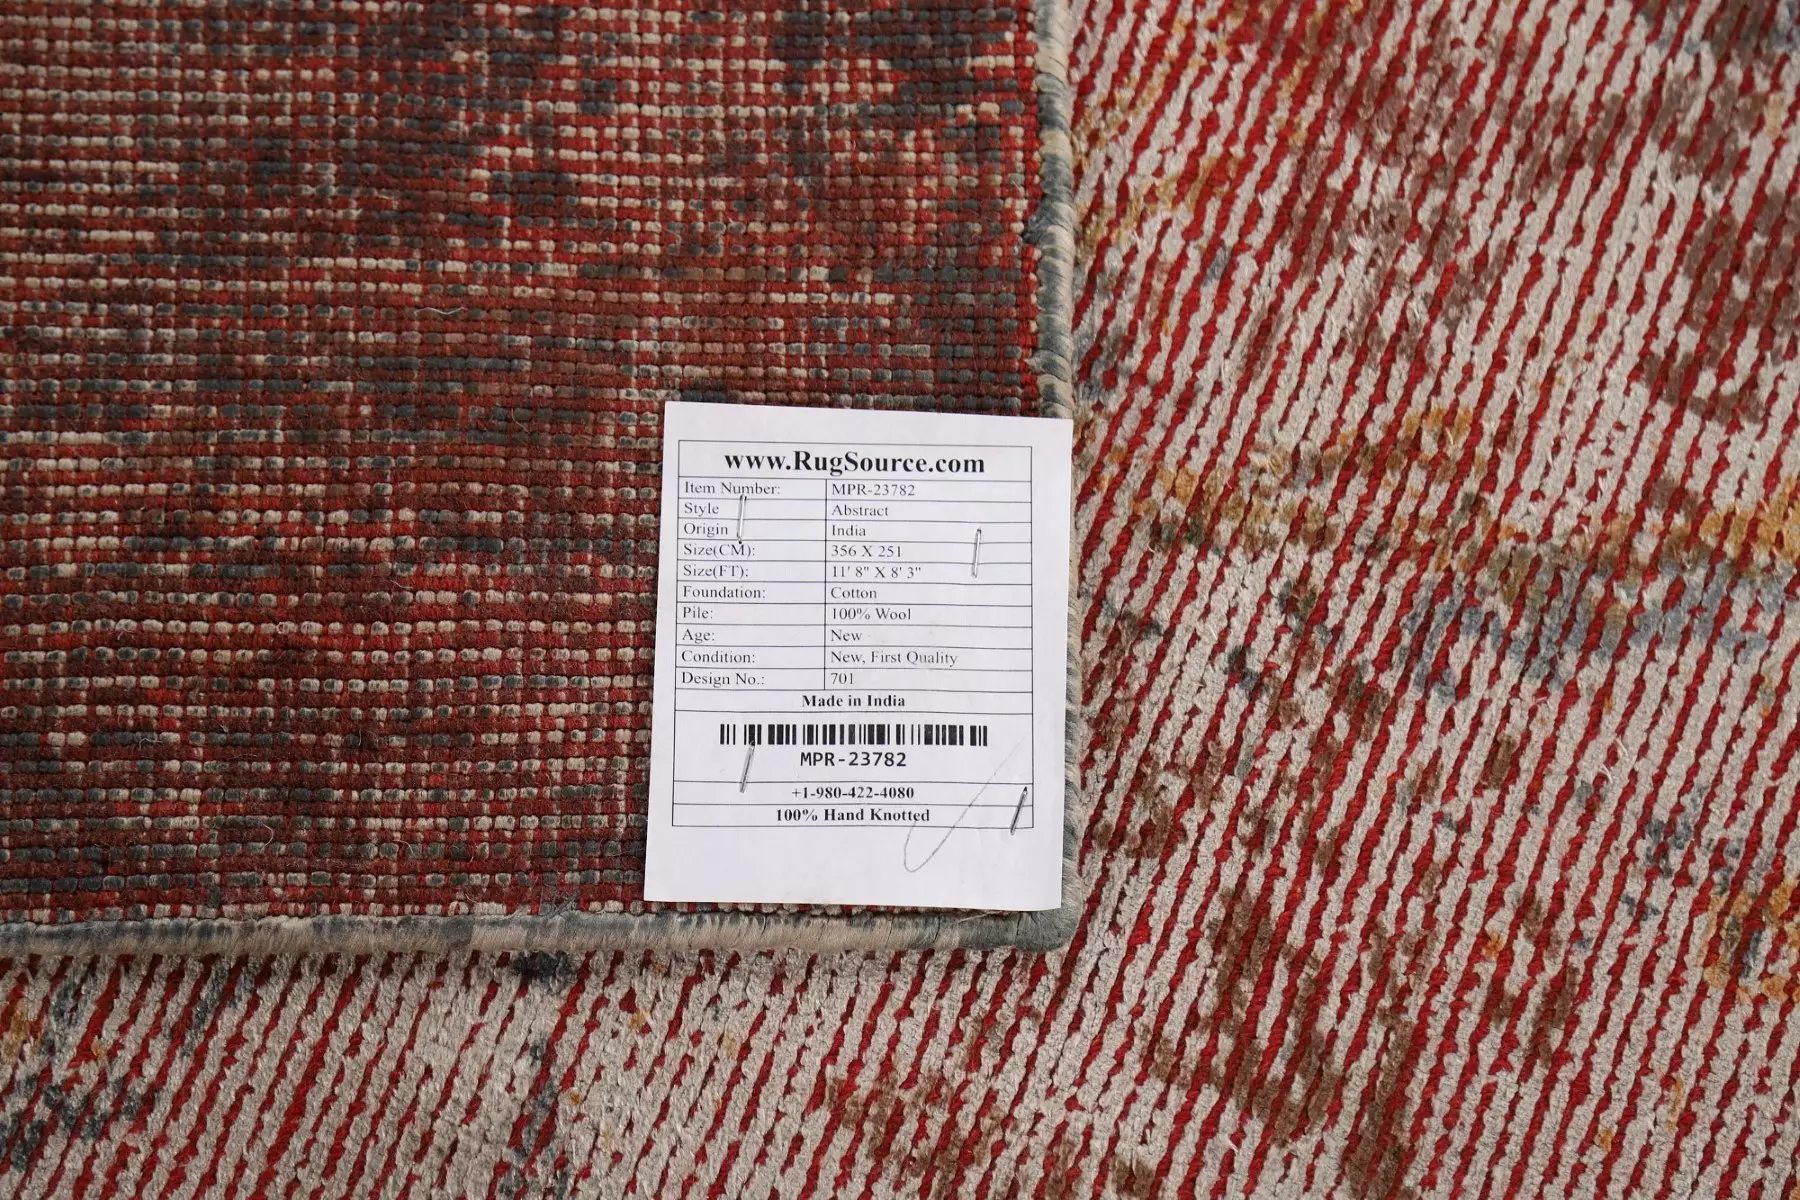 www.RugSource.com
Item Number: MPR-23782
Style Abstract
Origin India
Size(CM): 356 X 251
Size(FT): 11' 8" X 8' 3"
Foundation: Cotton
Pile: 100% Wool
Age: New
Condition: New, First Quality
Design No.: 701
Made in India
MPR-23782
+1-980-422-4080
100% Hand Knotted